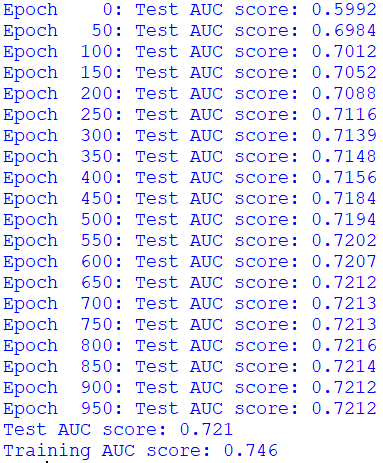 Epoch    0: Test AUC score: 0.5992
Epoch   50: Test AUC score: 0.6984
Epoch  100: Test AUC score: 0.7012
Epoch  150: Test AUC score: 0.7052
Epoch  200: Test AUC score: 0.7088
Epoch  250: Test AUC score: 0.7116
Epoch  300: Test AUC score: 0.7139
Epoch  350: Test AUC score: 0.7148
Epoch  400: Test AUC score: 0.7156
Epoch  450: Test AUC score: 0.7184
Epoch  500: Test AUC score: 0.7194
Epoch  550: Test AUC score: 0.7202
Epoch  600: Test AUC score: 0.7207
Epoch  650: Test AUC score: 0.7212
Epoch  700: Test AUC score: 0.7213
Epoch  750: Test AUC score: 0.7213
Epoch  800: Test AUC score: 0.7216
Epoch  850: Test AUC score: 0.7214
Epoch  900: Test AUC score: 0.7212
Epoch  950: Test AUC score: 0.7212
Test AUC score: 0.721
Training AUC score: 0.746